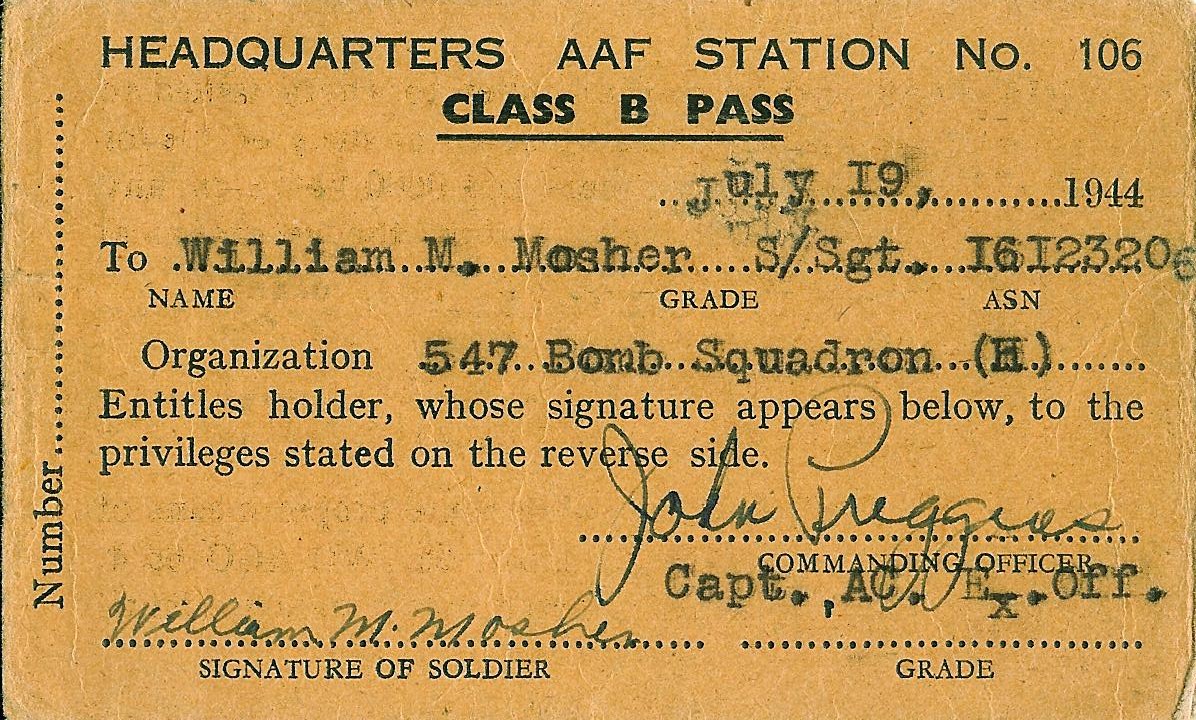 HEADQUARTERS AAF STATION No. 106
CLASS B PASS
July 19, 1944
To William M. Mosher S/Sgt. 16123206
NAME GRADE ASN
Organization 547 Bomb Squadron (H)
Entitles holder, whose signature appears below, to the
privileges stated on the reverse side.
John Preggens
COMMANDING OFFICER
Capt., AC. Ex. Off.
William M. Mosher
SIGNATURE OF SOLDIER GRADE
Number